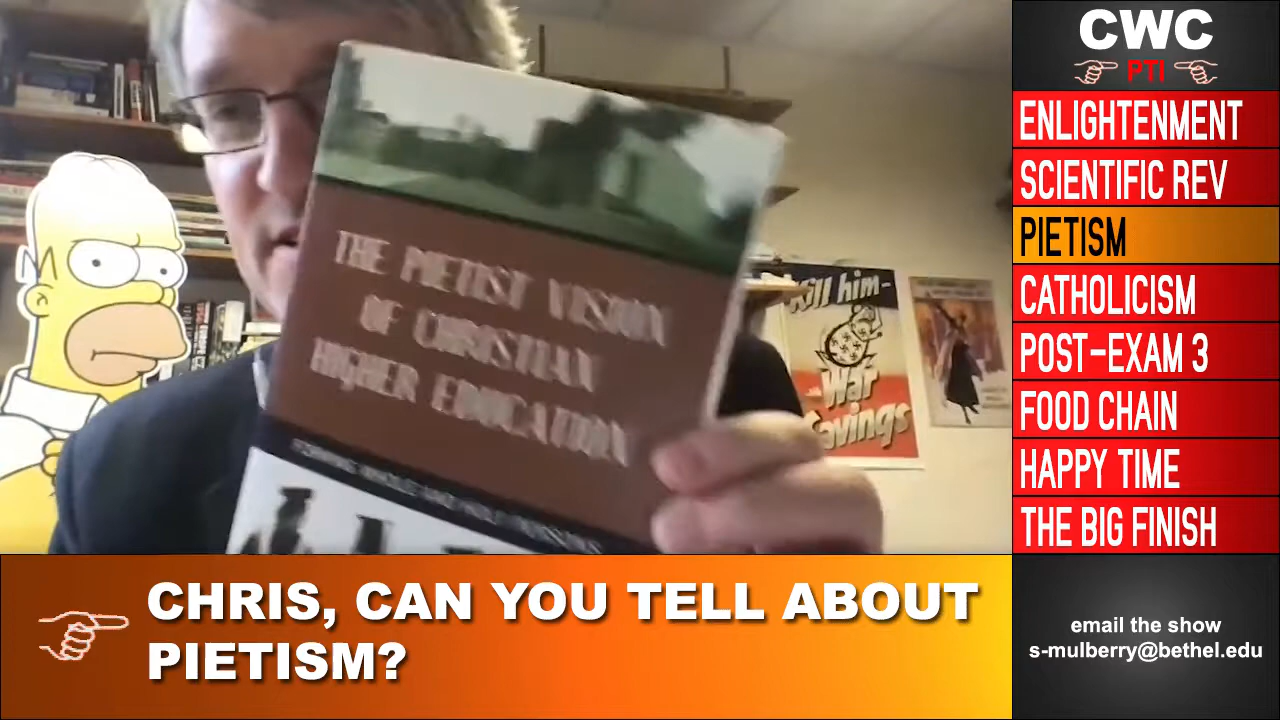 THE PIETIST VISION
OF CHRISTIAN
HIGHER EDUCATION
Kill him-
War
Savings
CWC
PTI
ENLIGHTENMENT
SCIENTIFIC REV
PIETISM
CATHOLICISM
POST-EXAM 3
FOOD CHAIN
HAPPY TIME
THE BIG FINISH
CHRIS, CAN YOU TELL ABOUT
PIETISM?
email the show
s-mulberry@bethel.edu